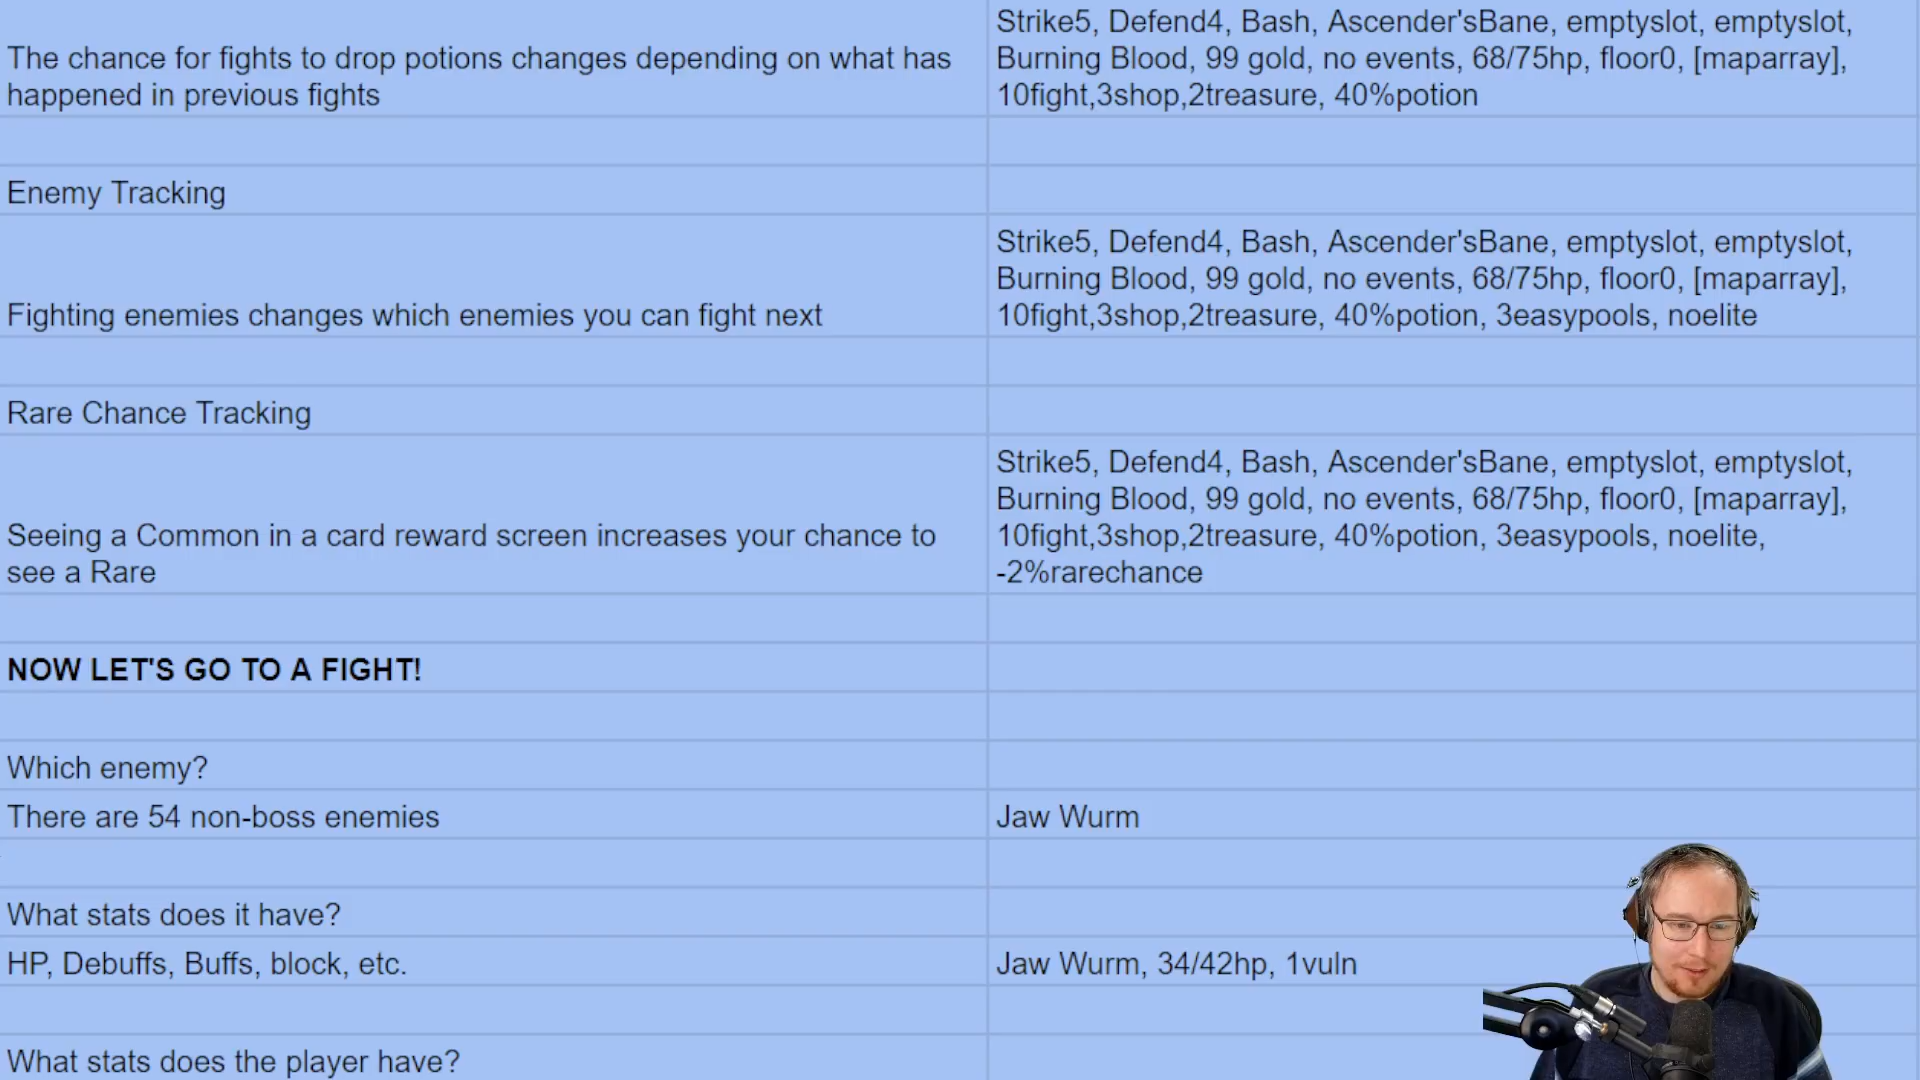 The chance for fights to drop potions changes depending on what has
happened in previous fights
Strike5, Defend4, Bash, Ascender'sBane, emptyslot, emptyslot,
Burning Blood, 99 gold, no events, 68/75hp, floor0, [maparray],
10fight,3shop,2treasure, 40%potion
Enemy Tracking
Fighting enemies changes which enemies you can fight next
Strike5, Defend4, Bash, Ascender'sBane, emptyslot, emptyslot,
Burning Blood, 99 gold, no events, 68/75hp, floor0, [maparray],
10fight,3shop,2treasure, 40%potion, 3easypools, noelite
Rare Chance Tracking
Seeing a Common in a card reward screen increases your chance to
see a Rare
Strike5, Defend4, Bash, Ascender'sBane, emptyslot, emptyslot,
Burning Blood, 99 gold, no events, 68/75hp, floor0, [maparray],
10fight,3shop,2treasure, 40%potion, 3easypools, noelite,
-2%rarechance
NOW LET'S GO TO A FIGHT!
Which enemy?
There are 54 non-boss enemies
Jaw Wurm
What stats does it have?
HP, Debuffs, Buffs, block, etc.
Jaw Wurm, 34/42hp, 1vuln
What stats does the player have?